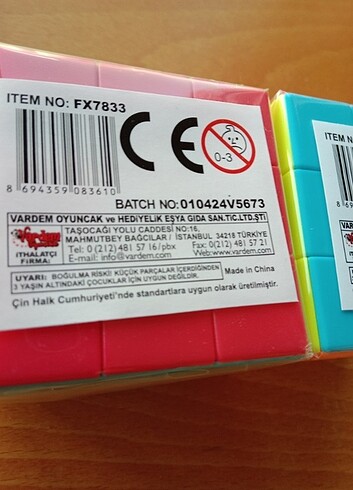 ITEM NO: FX7833
CE
0-3
8 694359 083610
BATCH NO:010424V5673
VARDEM OYUNCAK ve HEDİYELİK EŞYA GIDA SAN.TİC.LTD.ŞTİ
TAŞOCAĞI YOLU CADDESİ NO:16,
MAHMUTBEY BAĞCILAR / İSTANBUL 34218 TÜRKİYE
Tel: 0 (212) 481 57 16 / pbx Fax: 0 (212) 481 57 21
E-mail: info@vardem.com Web:www.vardem.com
İTHALATÇI
FİRMA:
UYARI: BOĞULMA RİSKİ! KÜÇÜK PARÇALAR İÇERDİĞİNDEN
3 YAŞIN ALTINDAKİ ÇOCUKLAR İÇİN UYGUN DEĞİLDİR.
Made in China
Çin Halk Cumhuriyeti'nde standartlara uygun olarak üretilmiştir.
ITE
8